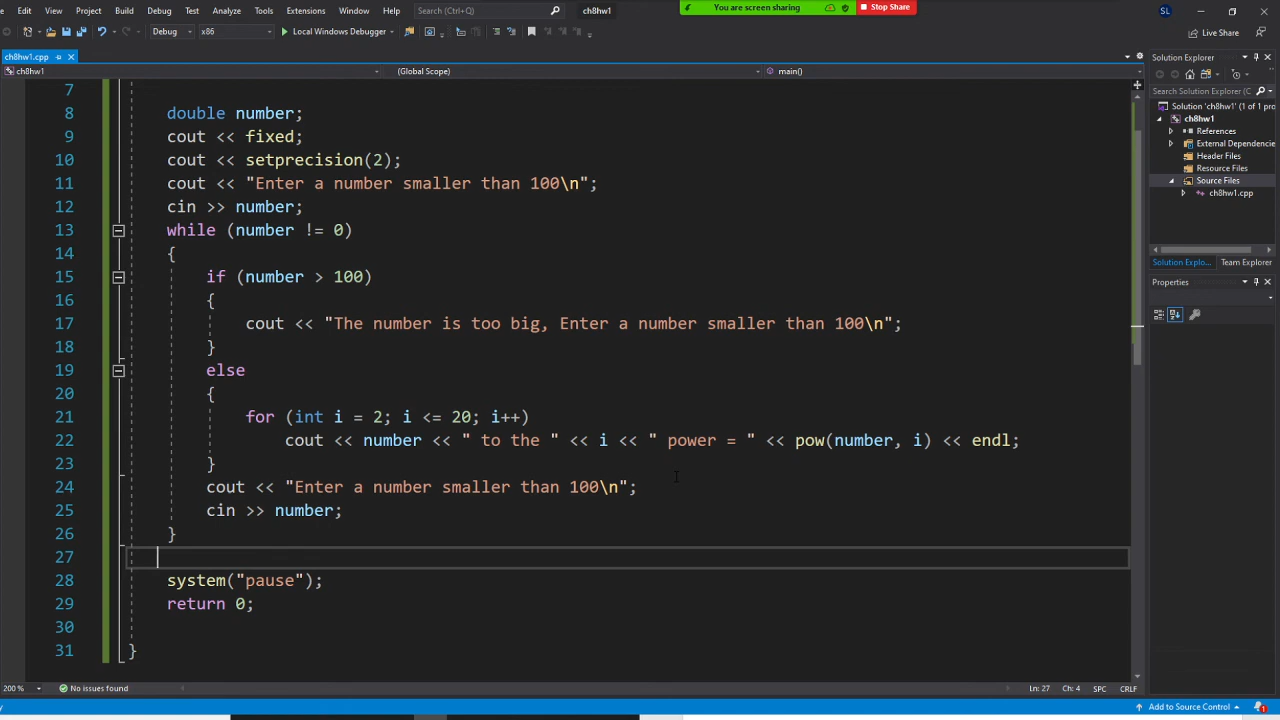 Edit View Project Build Debug Test Analyze Tools Extensions Window Help Search (Ctrl+Q) ch8hw1 You are screen sharing Stop Share SL
Debug x86 Local Windows Debugger Live Share
ch8hw1.cpp
ch8hw1 (Global Scope) main()
7
8 double number;
9 cout << fixed;
10 cout << setprecision(2);
11 cout << "Enter a number smaller than 100\n";
12 cin >> number;
13 while (number != 0)
14 {
15 if (number > 100)
16 {
17 cout << "The number is too big, Enter a number smaller than 100\n";
18 }
19 else
20 {
21 for (int i = 2; i <= 20; i++)
22 cout << number << " to the " << i << " power = " << pow(number, i) << endl;
23 }
24 cout << "Enter a number smaller than 100\n";
25 cin >> number;
26 }
27
28 system("pause");
29 return 0;
30
31 }
200 % No issues found Ln: 27 Ch: 4 SPC CRLF
Solution Explorer
Search Solution Explorer (C
Solution 'ch8hw1' (1 of 1 pro
ch8hw1
References
External Dependencie
Header Files
Resource Files
Source Files
ch8hw1.cpp
Solution Explo... Team Explorer
Properties
Add to Source Control 1